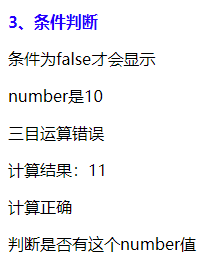 3、条件判断
条件为false才会显示
number是10
三目运算错误
计算结果：11
计算正确
判断是否有这个number值